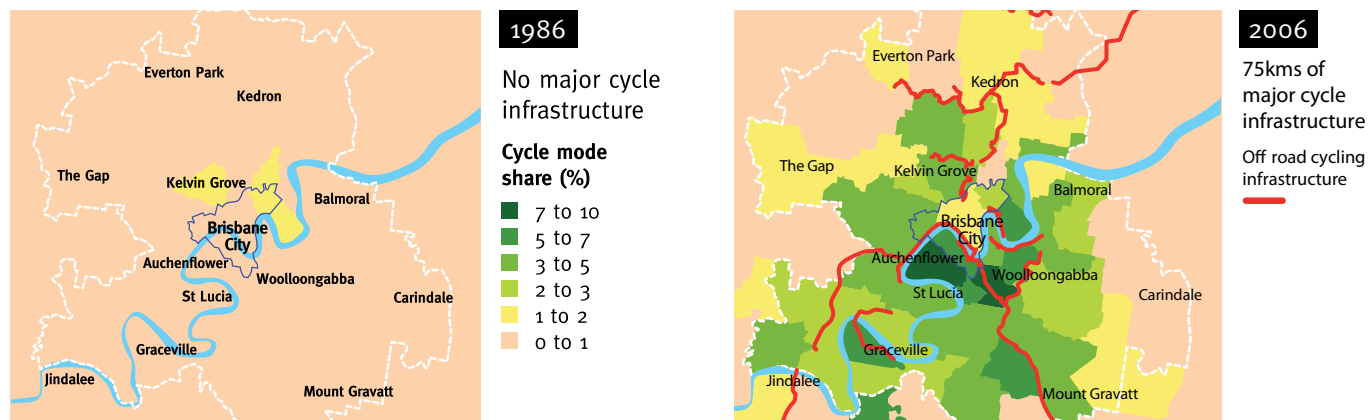 1986
No major cycle
infrastructure
Cycle mode
share (%)
7 to 10
5 to 7
3 to 5
2 to 3
1 to 2
0 to 1
Everton Park
Kedron
The Gap
Kelvin Grove
Balmoral
Brisbane
City
Auchenflower
Woolloongabba
St Lucia
Carindale
Graceville
Jindalee
Mount Gravatt
2006
75kms of
major cycle
infrastructure
Off road cycling
infrastructure
Everton Park
Kedron
The Gap
Kelvin Grove
Balmoral
Brisbane
City
Auchenflower
Woolloongabba
St Lucia
Carindale
Graceville
Jindalee
Mount Gravatt